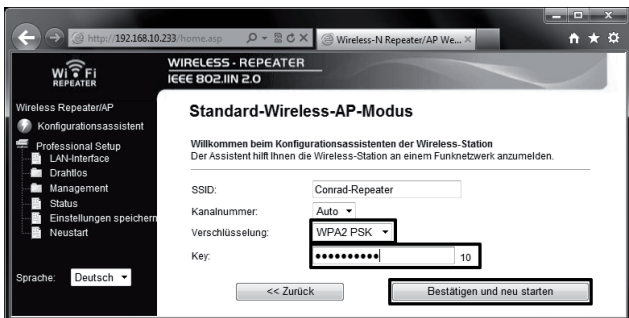 http://192.168.10.233/home.asp
Wireless-N Repeater/AP We...
Wi Fi
REPEATER
WIRELESS - REPEATER
IEEE 802.11N 2.0
Wireless Repeater/AP
Konfigurationsassistent
Professional Setup
LAN-Interface
Drahtlos
Management
Status
Einstellungen speichern
Neustart
Sprache: Deutsch
Standard-Wireless-AP-Modus
Willkommen beim Konfigurationsassistenten der Wireless-Station
Der Assistent hilft Ihnen die Wireless-Station an einem Funknetzwerk anzumelden.
SSID: Conrad-Repeater
Kanalnummer: Auto
Verschlüsselung: WPA2 PSK
Key: ●●●●●●●●●● 10
<< Zurück
Bestätigen und neu starten